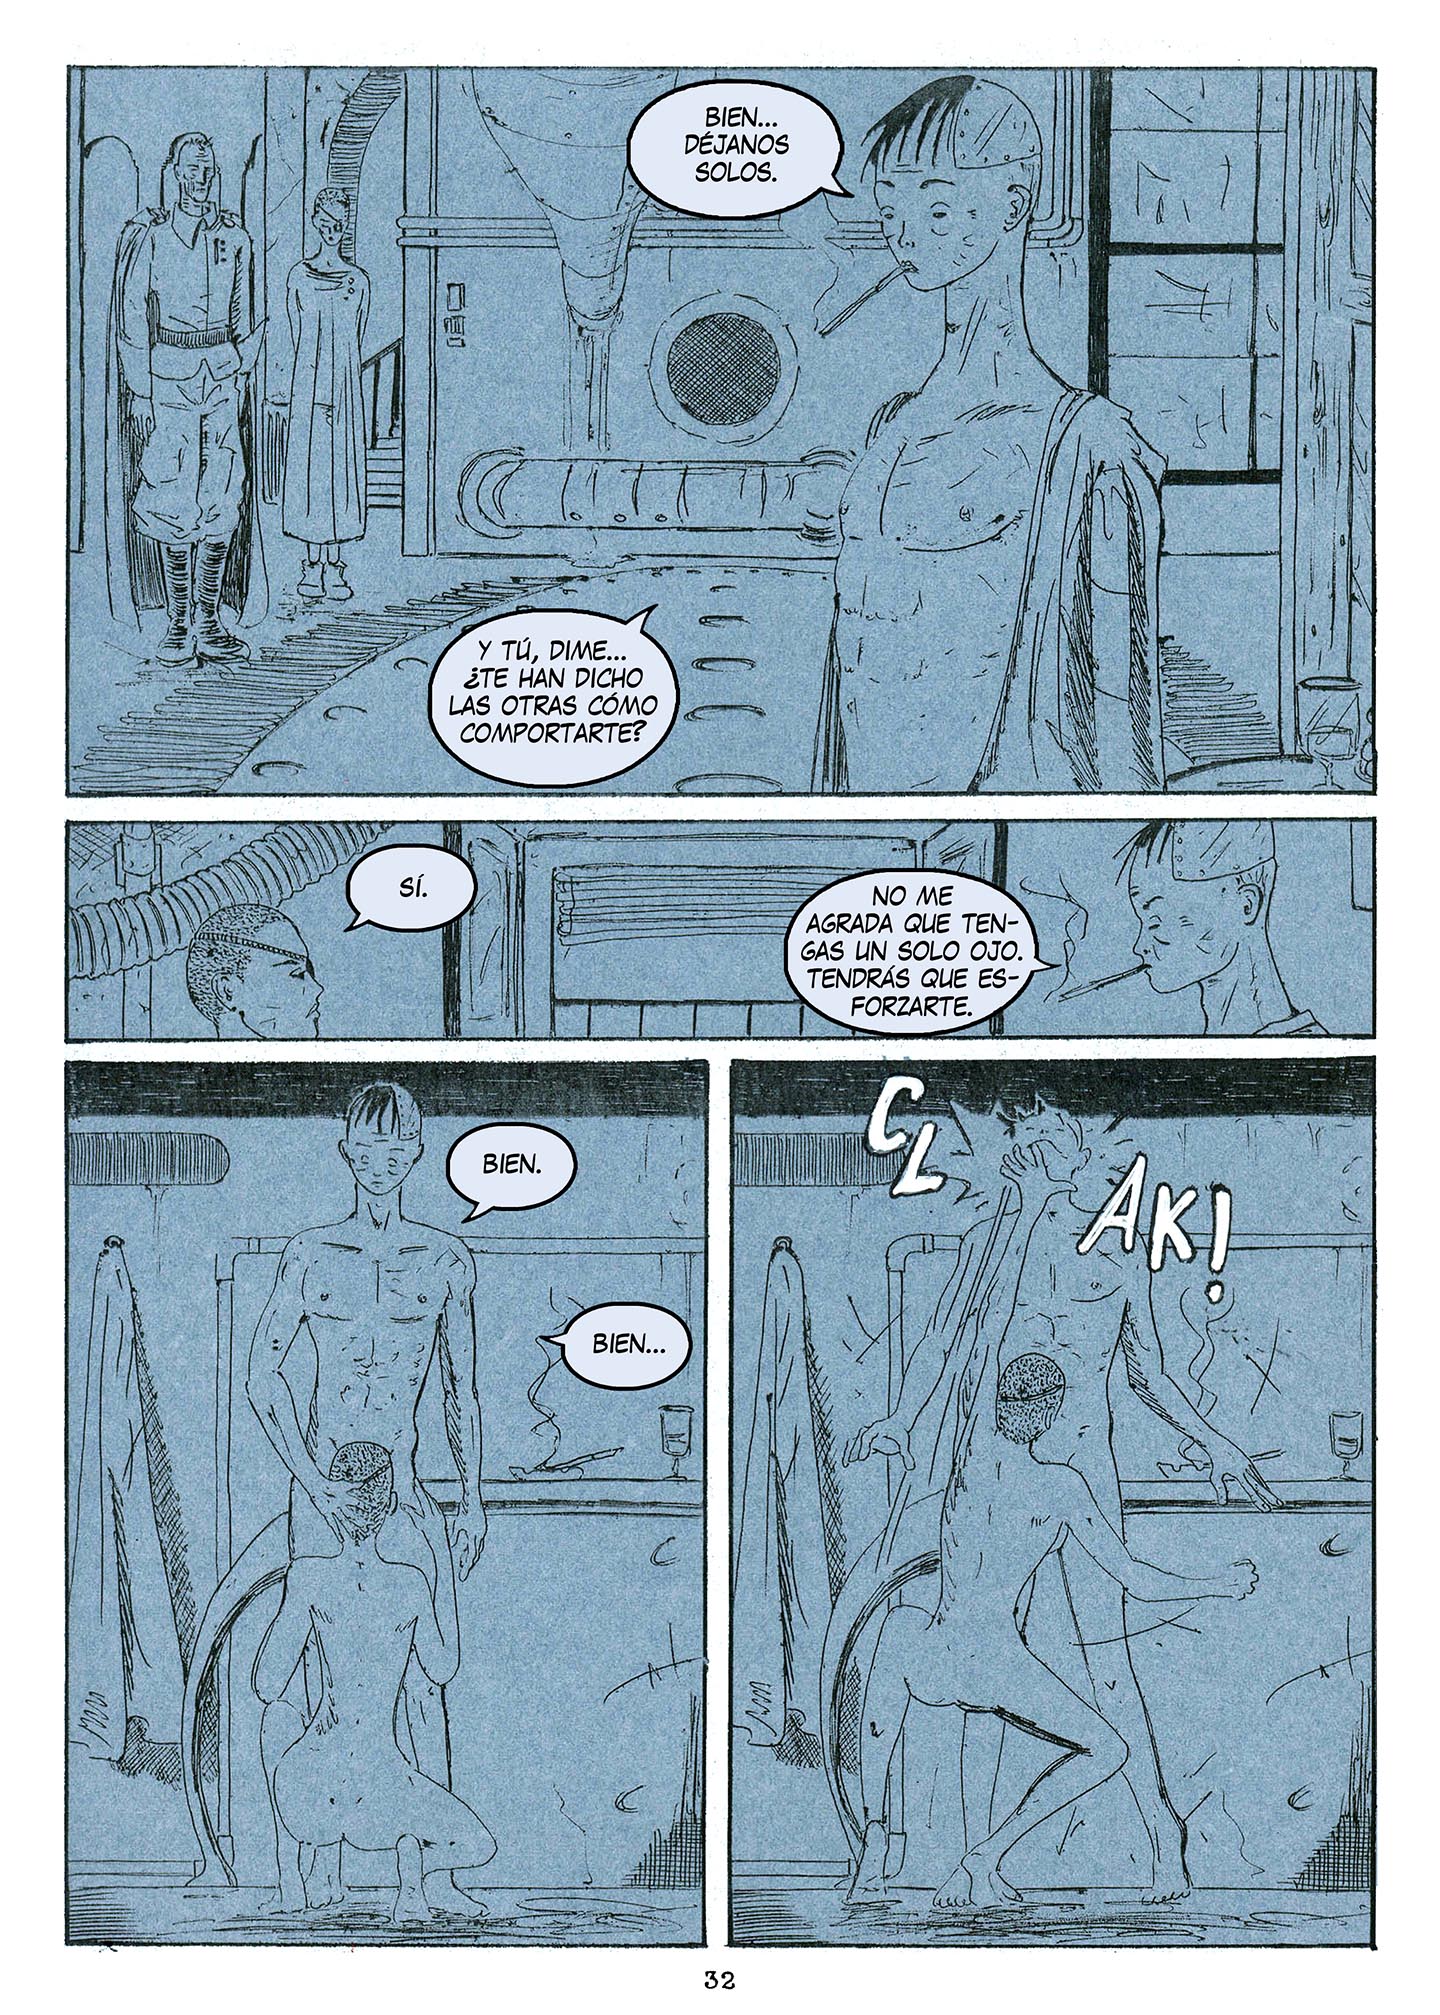 BIEN...
DÉJANOS
SOLOS.
Y TÚ, DIME...
¿TE HAN DICHO
LAS OTRAS CÓMO
COMPORTARTE?
SÍ.
NO ME
AGRADA QUE TEN-
GAS UN SOLO OJO.
TENDRÁS QUE ES-
FORZARTE.
BIEN.
BIEN...
CL
AK!
32